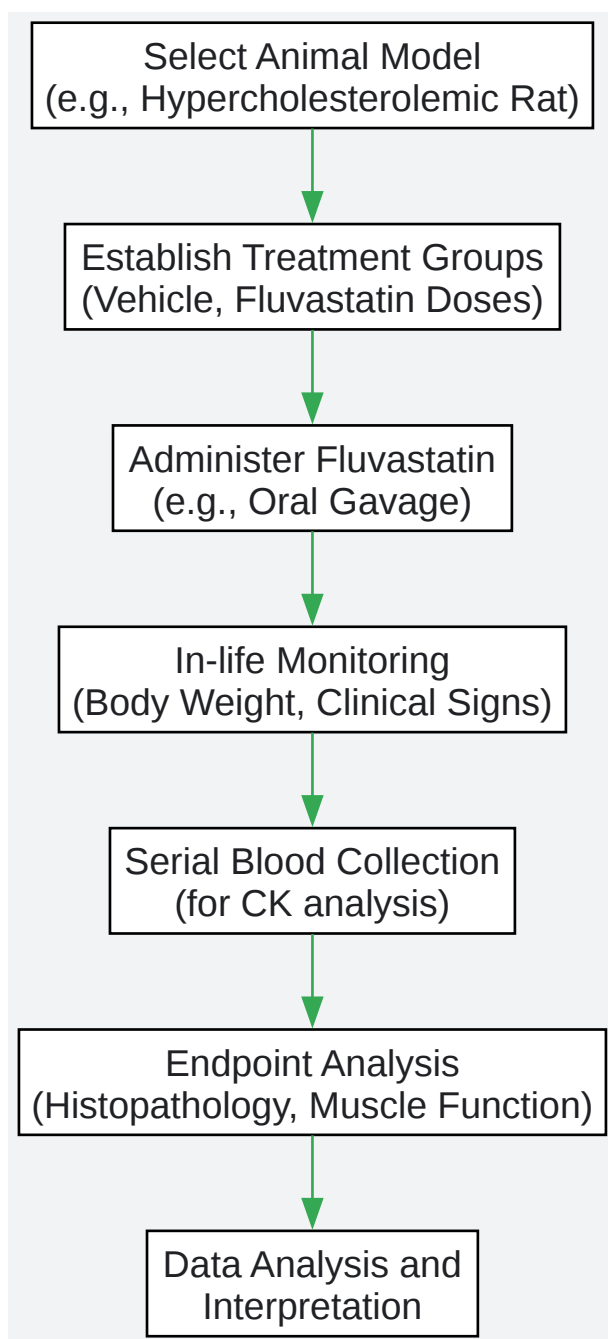 Select Animal Model
(e.g., Hypercholesterolemic Rat)
Establish Treatment Groups
(Vehicle, Fluvastatin Doses)
Administer Fluvastatin
(e.g., Oral Gavage)
In-life Monitoring
(Body Weight, Clinical Signs)
Serial Blood Collection
(for CK analysis)
Endpoint Analysis
(Histopathology, Muscle Function)
Data Analysis and
Interpretation